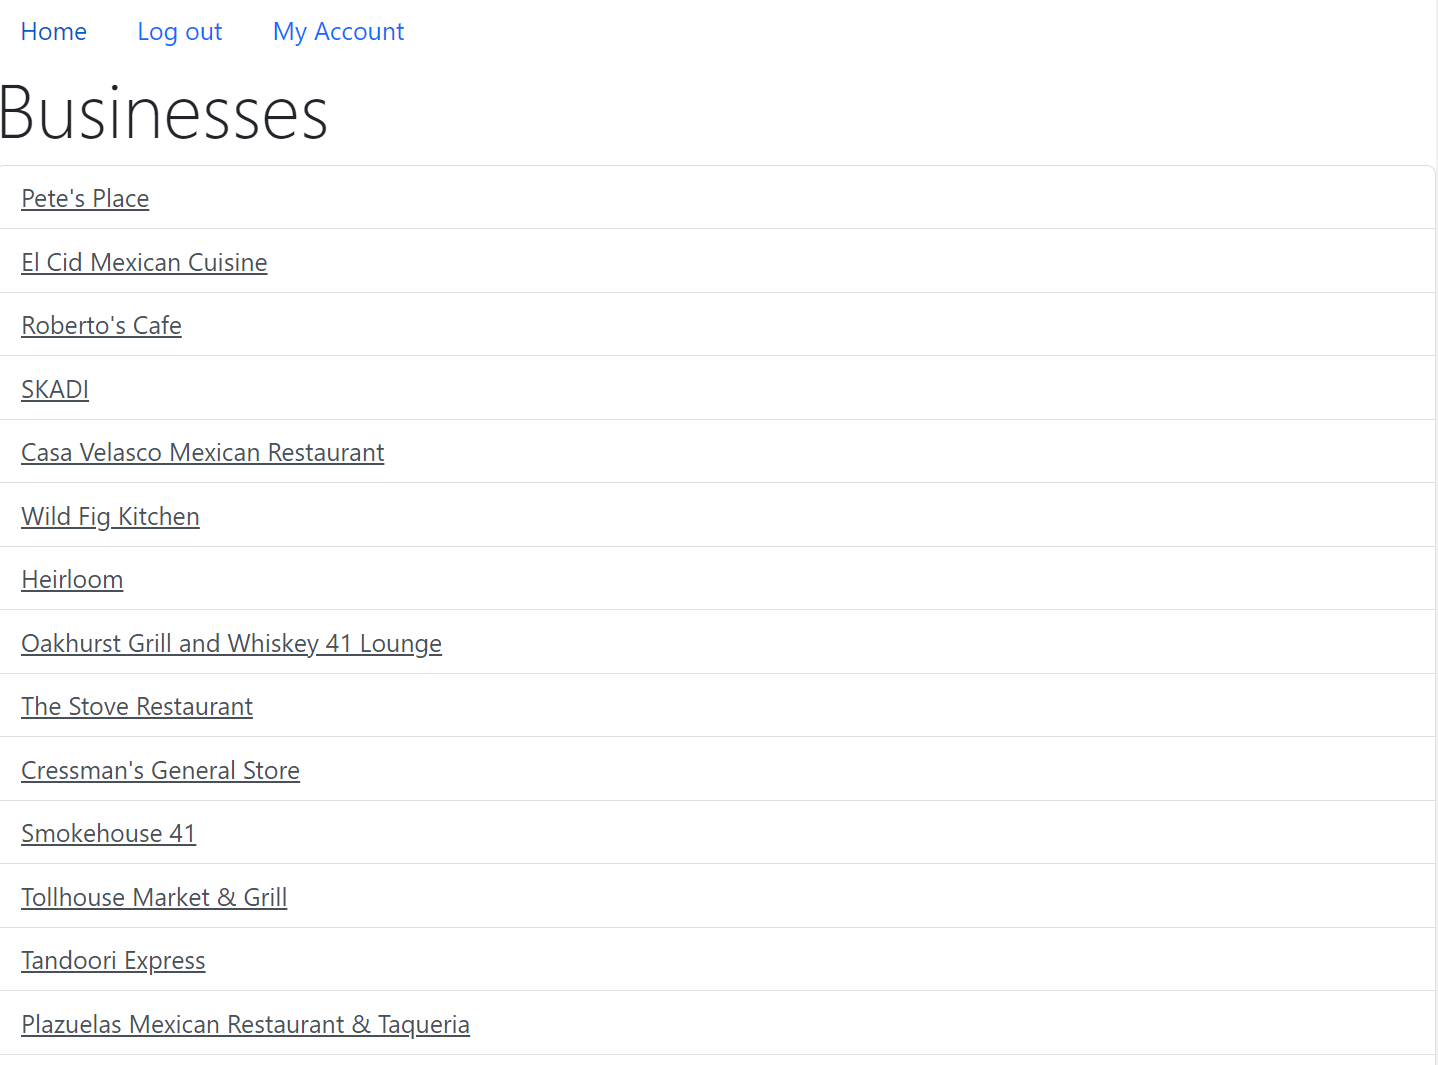 Home Log out My Account
Businesses
Pete's Place
El Cid Mexican Cuisine
Roberto's Cafe
SKADI
Casa Velasco Mexican Restaurant
Wild Fig Kitchen
Heirloom
Oakhurst Grill and Whiskey 41 Lounge
The Stove Restaurant
Cressman's General Store
Smokehouse 41
Tollhouse Market & Grill
Tandoori Express
Plazuelas Mexican Restaurant & Taqueria